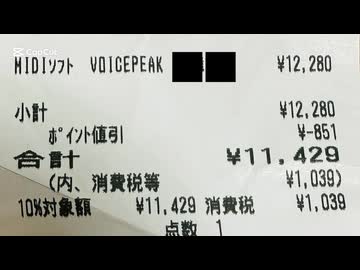 CapCut
MIDIソフト VOICEPEAK ¥12,280
小計 ¥12,280
ポイント値引 ¥-851
合計 ¥11,429
(内、消費税等 ¥1,039)
10%対象額 ¥11,429 消費税 ¥1,039
点数 1